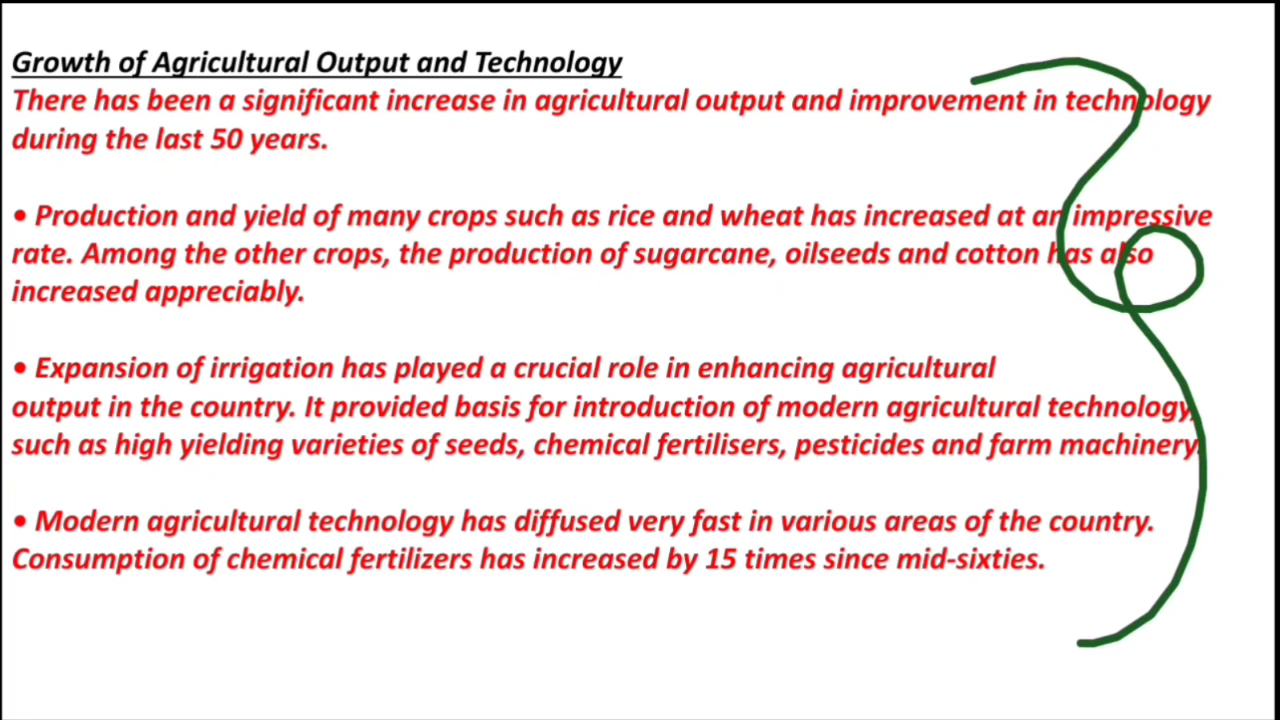 Growth of Agricultural Output and Technology
There has been a significant increase in agricultural output and improvement in technology
during the last 50 years.
• Production and yield of many crops such as rice and wheat has increased at an impressive
rate. Among the other crops, the production of sugarcane, oilseeds and cotton has also
increased appreciably.
• Expansion of irrigation has played a crucial role in enhancing agricultural
output in the country. It provided basis for introduction of modern agricultural technology,
such as high yielding varieties of seeds, chemical fertilisers, pesticides and farm machinery.
• Modern agricultural technology has diffused very fast in various areas of the country.
Consumption of chemical fertilizers has increased by 15 times since mid-sixties.